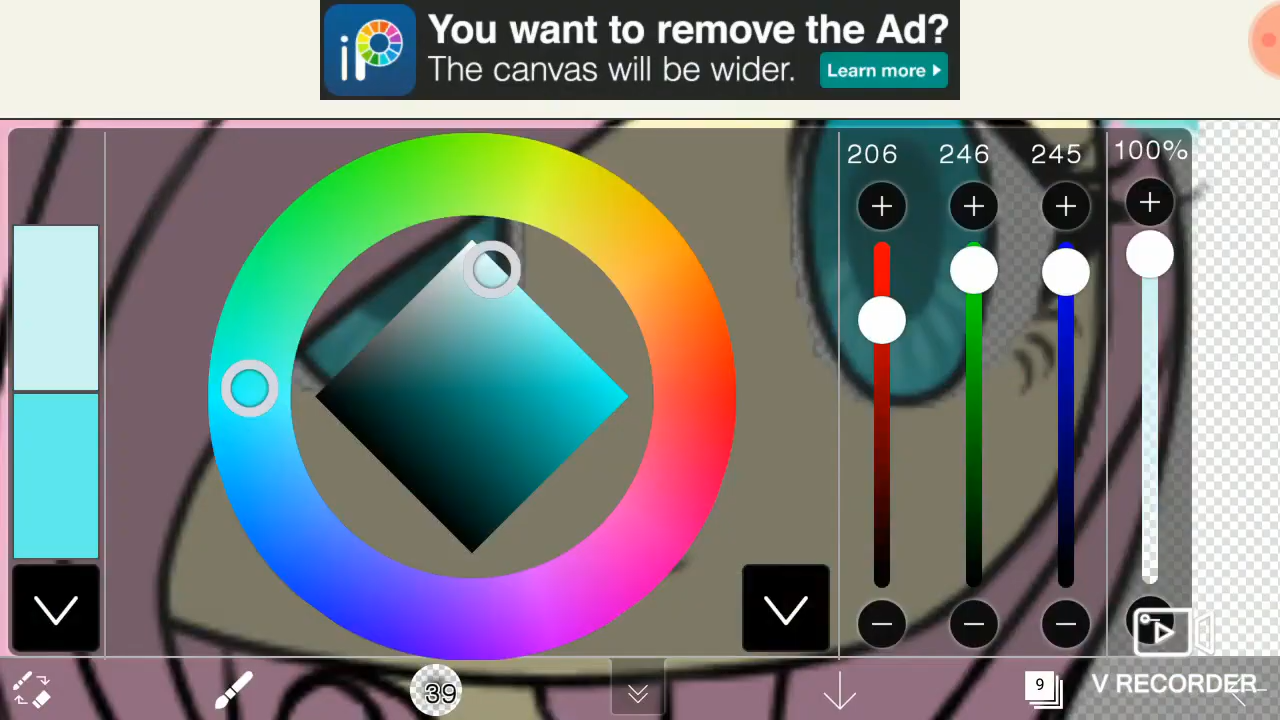 iP
You want to remove the Ad?
The canvas will be wider.
Learn more
206 246 245 100%
39
9
V RECORDER